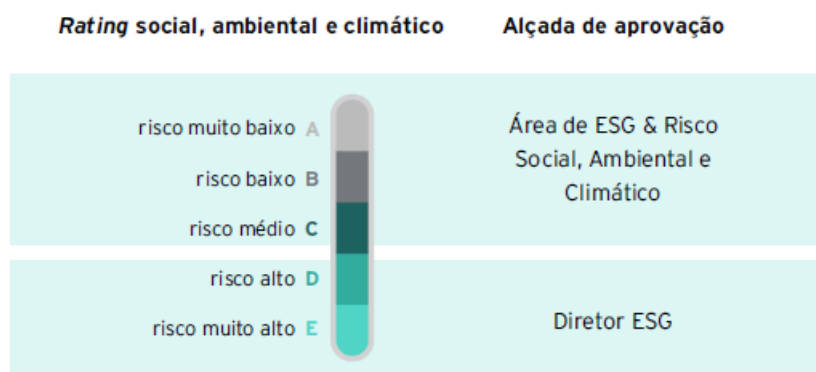 Rating social, ambiental e climático
Alçada de aprovação
risco muito baixo A
risco baixo B
risco médio C
Área de ESG & Risco
Social, Ambiental e
Climático
risco alto D
risco muito alto E
Diretor ESG